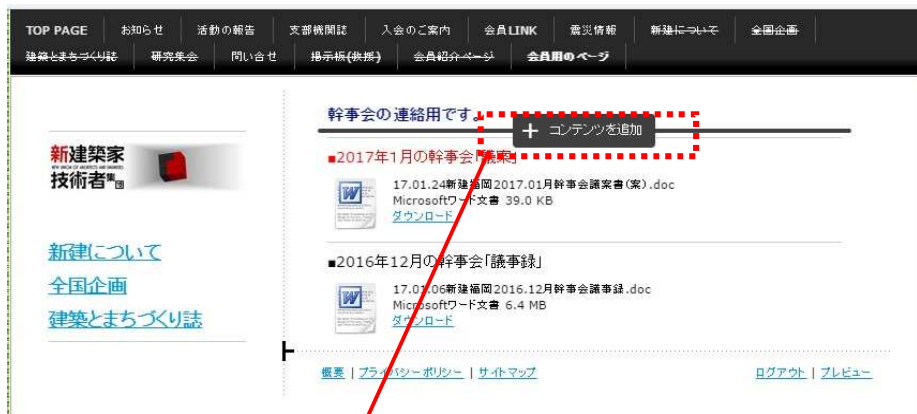 TOP PAGE お知らせ 活動の報告 支部機関誌 入会のご案内 会員LINK 震災情報 新建について 全国企画
建築とまちづくり誌 研究集会 問い合せ 掲示板(挨拶) 会員紹介ページ 会員用のページ
幹事会の連絡用です。
+ コンテンツを追加
新建築家
技術者集団
■2017年1月の幹事会「議案」
17.01.24新建福岡2017.01月幹事会議案書(案).doc
Microsoftワード文書 39.0 KB
ダウンロード
新建について
全国企画
建築とまちづくり誌
■2016年12月の幹事会「議事録」
17.01.06新建福岡2016.12月幹事会議事録.doc
Microsoftワード文書 6.4 MB
ダウンロード
概要 | プライバシーポリシー | サイトマップ ログアウト | プレビュー